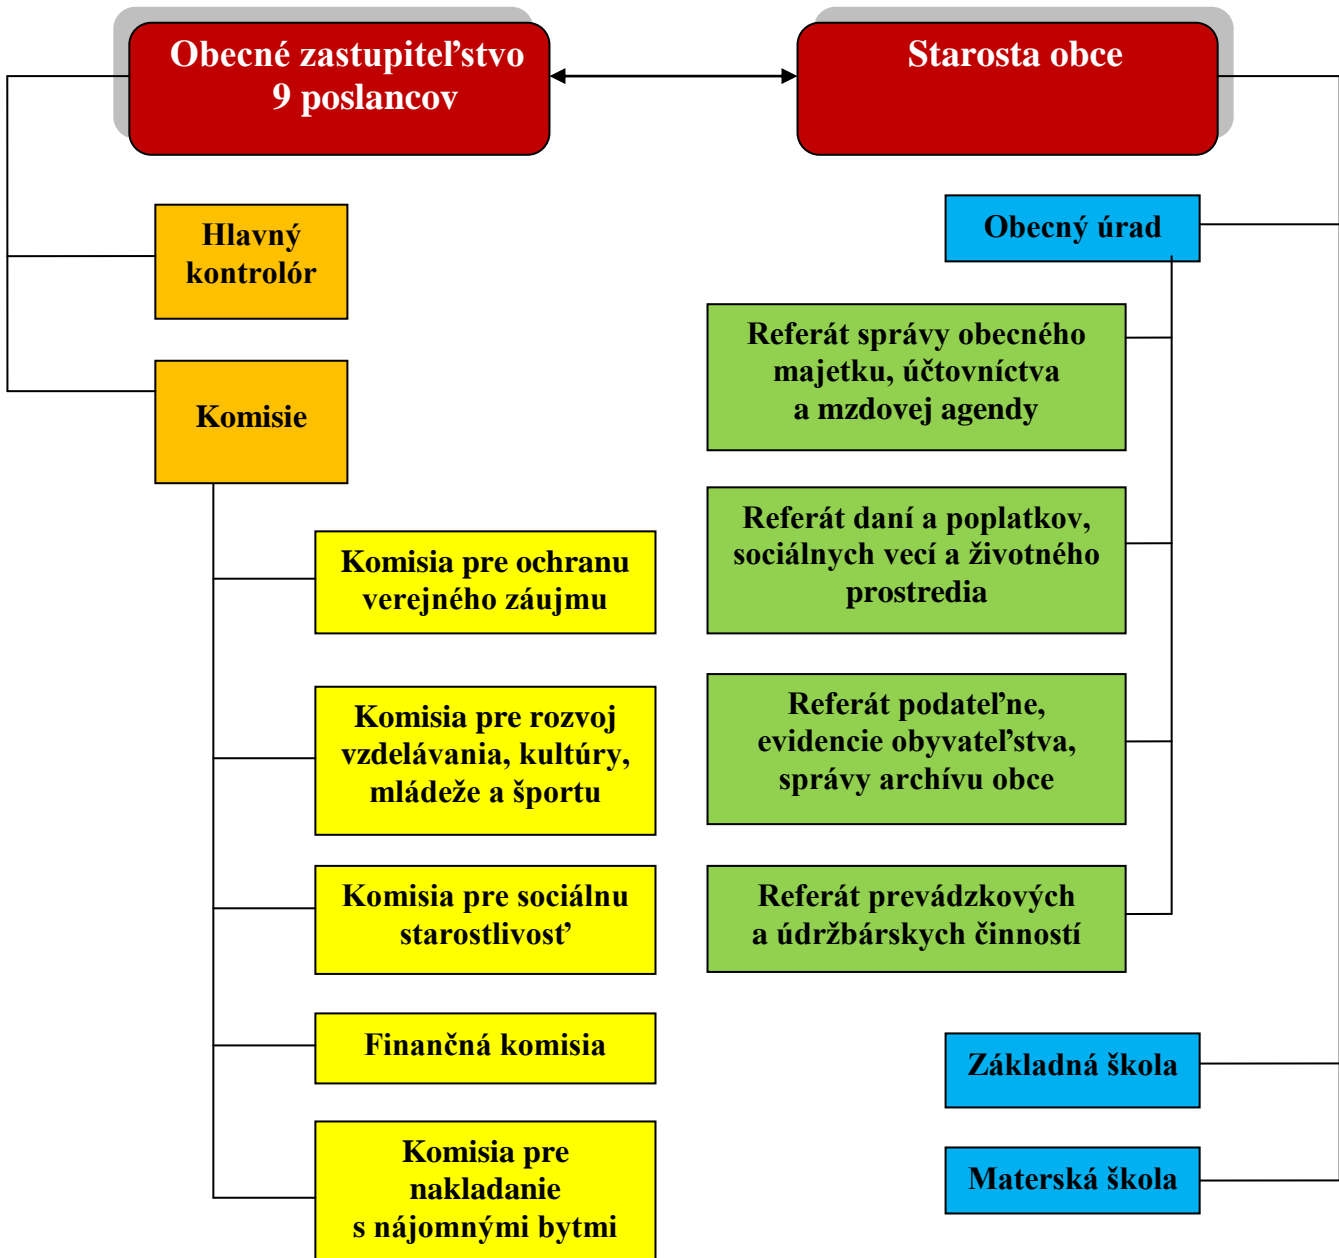 Obecné zastupiteľstvo
9 poslancov
Starosta obce
Hlavný
kontrolór
Komisie
Komisia pre ochranu
verejného záujmu
Komisia pre rozvoj
vzdelávania, kultúry,
mládeže a športu
Komisia pre sociálnu
starostlivosť
Finančná komisia
Komisia pre
nakladanie
s nájomnými bytmi
Obecný úrad
Referát správy obecného
majetku, účtovníctva
a mzdovej agendy
Referát daní a poplatkov,
sociálnych vecí a životného
prostredia
Referát podateľne,
evidencie obyvateľstva,
správy archívu obce
Referát prevádzkových
a údržbárskych činností
Základná škola
Materská škola